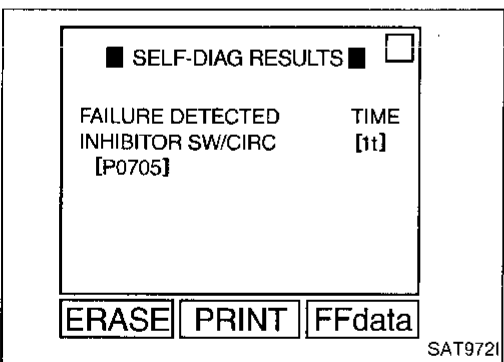 SELF-DIAG RESULTS
FAILURE DETECTED TIME
INHIBITOR SW/CIRC [1t]
[P0705]
ERASE PRINT FFdata
SAT972I